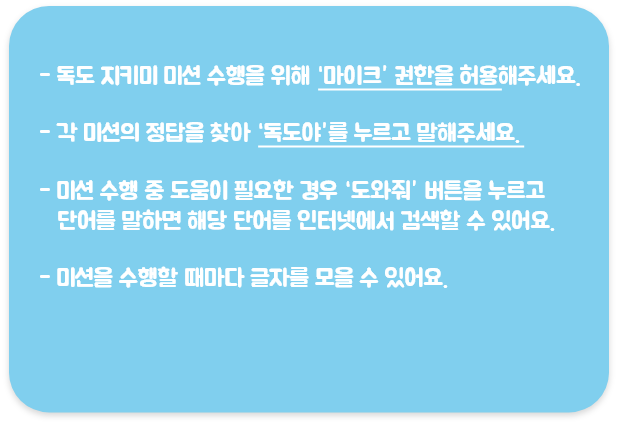 - 독도 지키미 미션 수행을 위해 '마이크' 권한을 허용해주세요.
- 각 미션의 정답을 찾아 '독도야'를 누르고 말해주세요.
- 미션 수행 중 도움이 필요한 경우 '도와줘' 버튼을 누르고
단어를 말하면 해당 단어를 인터넷에서 검색할 수 있어요.
- 미션을 수행할 때마다 글자를 모을 수 있어요.